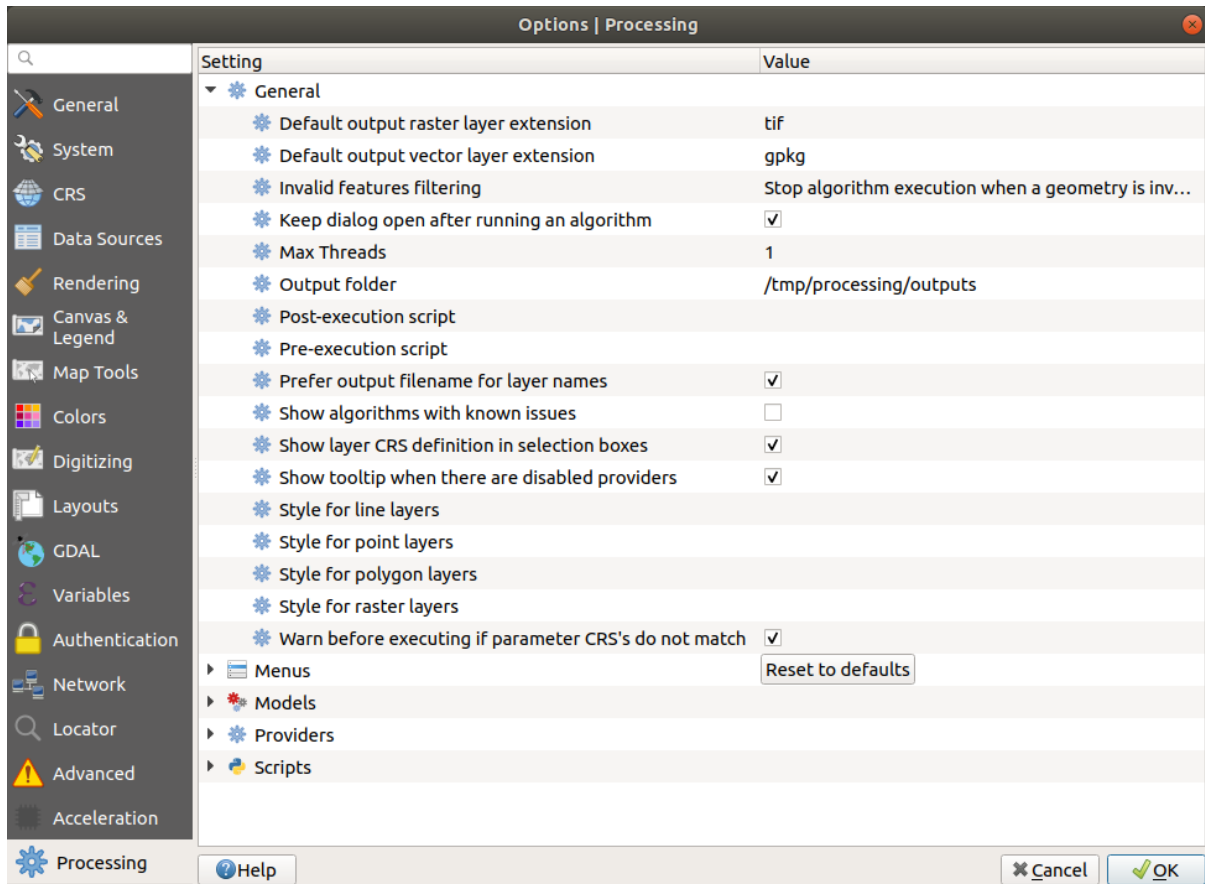 Options | Processing
Setting Value
General
General
Default output raster layer extension tif
System
Default output vector layer extension gpkg
CRS
Invalid features filtering Stop algorithm execution when a geometry is inv...
Keep dialog open after running an algorithm
Data Sources
Max Threads 1
Rendering
Output folder /tmp/processing/outputs
Canvas &
Legend
Post-execution script
Pre-execution script
Map Tools
Prefer output filename for layer names
Colors
Show algorithms with known issues
Show layer CRS definition in selection boxes
Digitizing
Show tooltip when there are disabled providers
Layouts
Style for line layers
Style for point layers
GDAL
Style for polygon layers
Variables
Style for raster layers
Authentication
Warn before executing if parameter CRS's do not match
Menus Reset to defaults
Network
Models
Locator
Providers
Advanced
Scripts
Acceleration
Processing
Help Cancel OK